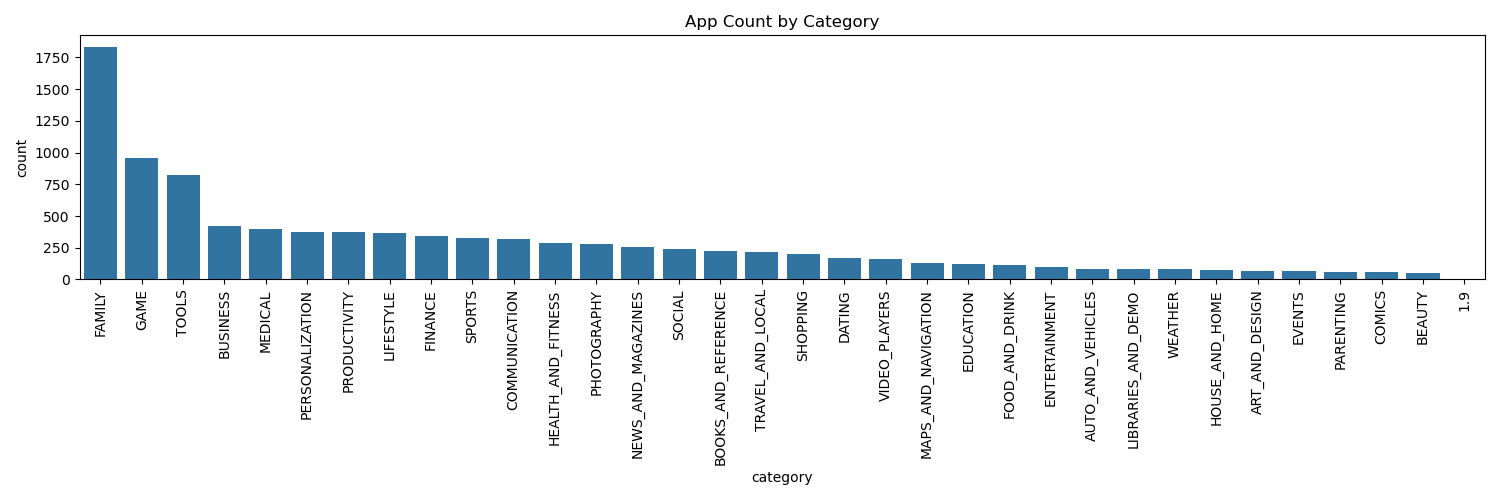 App Count by Category
count
1750
1500
1250
1000
750
500
250
0
FAMILY
GAME
TOOLS
BUSINESS
MEDICAL
PERSONALIZATION
PRODUCTIVITY
LIFESTYLE
FINANCE
SPORTS
COMMUNICATION
HEALTH_AND_FITNESS
PHOTOGRAPHY
NEWS_AND_MAGAZINES
SOCIAL
BOOKS_AND_REFERENCE
TRAVEL_AND_LOCAL
SHOPPING
DATING
VIDEO_PLAYERS
MAPS_AND_NAVIGATION
EDUCATION
FOOD_AND_DRINK
ENTERTAINMENT
AUTO_AND_VEHICLES
LIBRARIES_AND_DEMO
WEATHER
HOUSE_AND_HOME
ART_AND_DESIGN
EVENTS
PARENTING
COMICS
BEAUTY
1.9
category